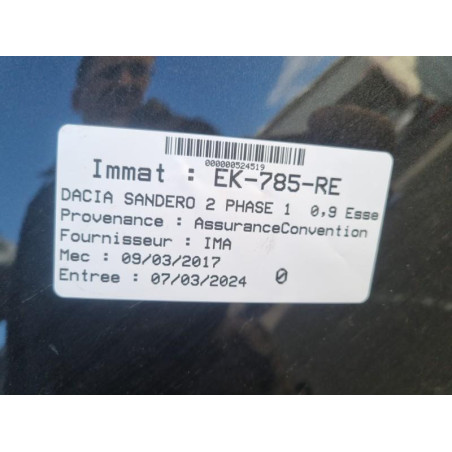 000000524519
Immat : EK-785-RE
DACIA SANDERO 2 PHASE 1 0,9 Esse
Provenance : AssuranceConvention
Fournisseur : IMA
Mec : 09/03/2017
Entree : 07/03/2024 0